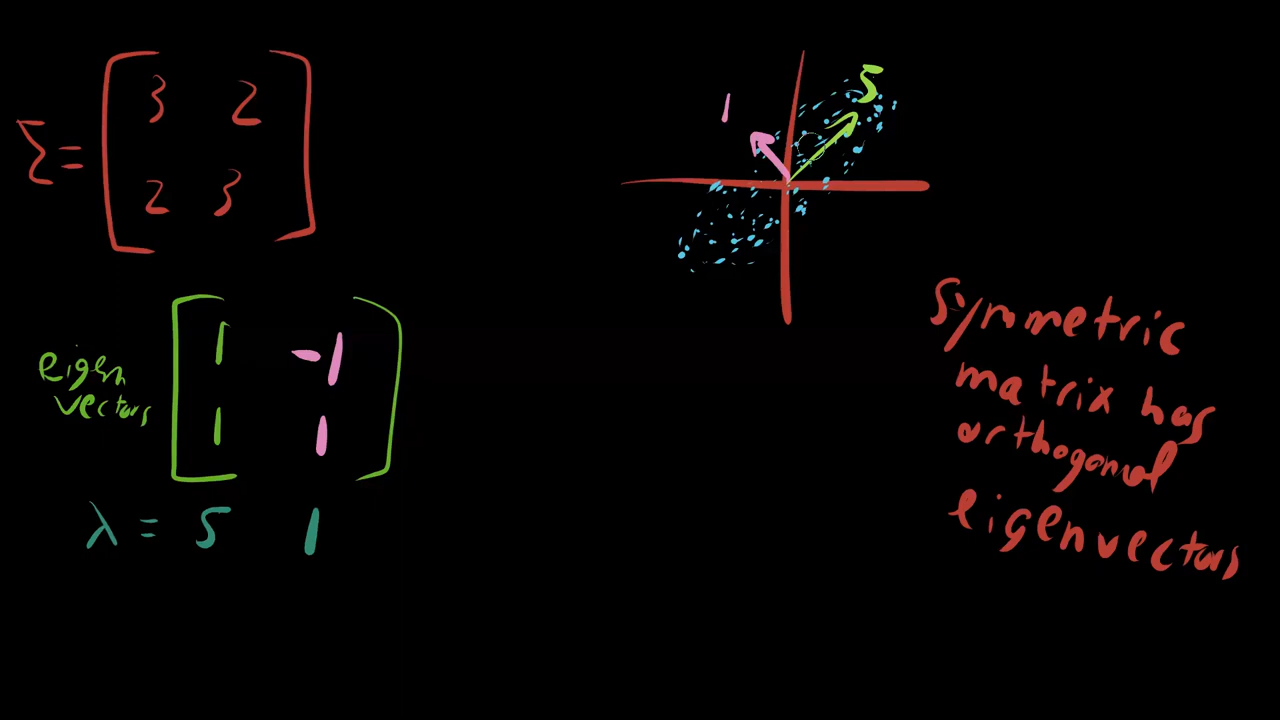 Σ = [3 2
2 3]
eigen
vectors
[1 -1
1 1]
λ = 5 1
1
5
Symmetric
matrix has
orthogonal
eigenvectors